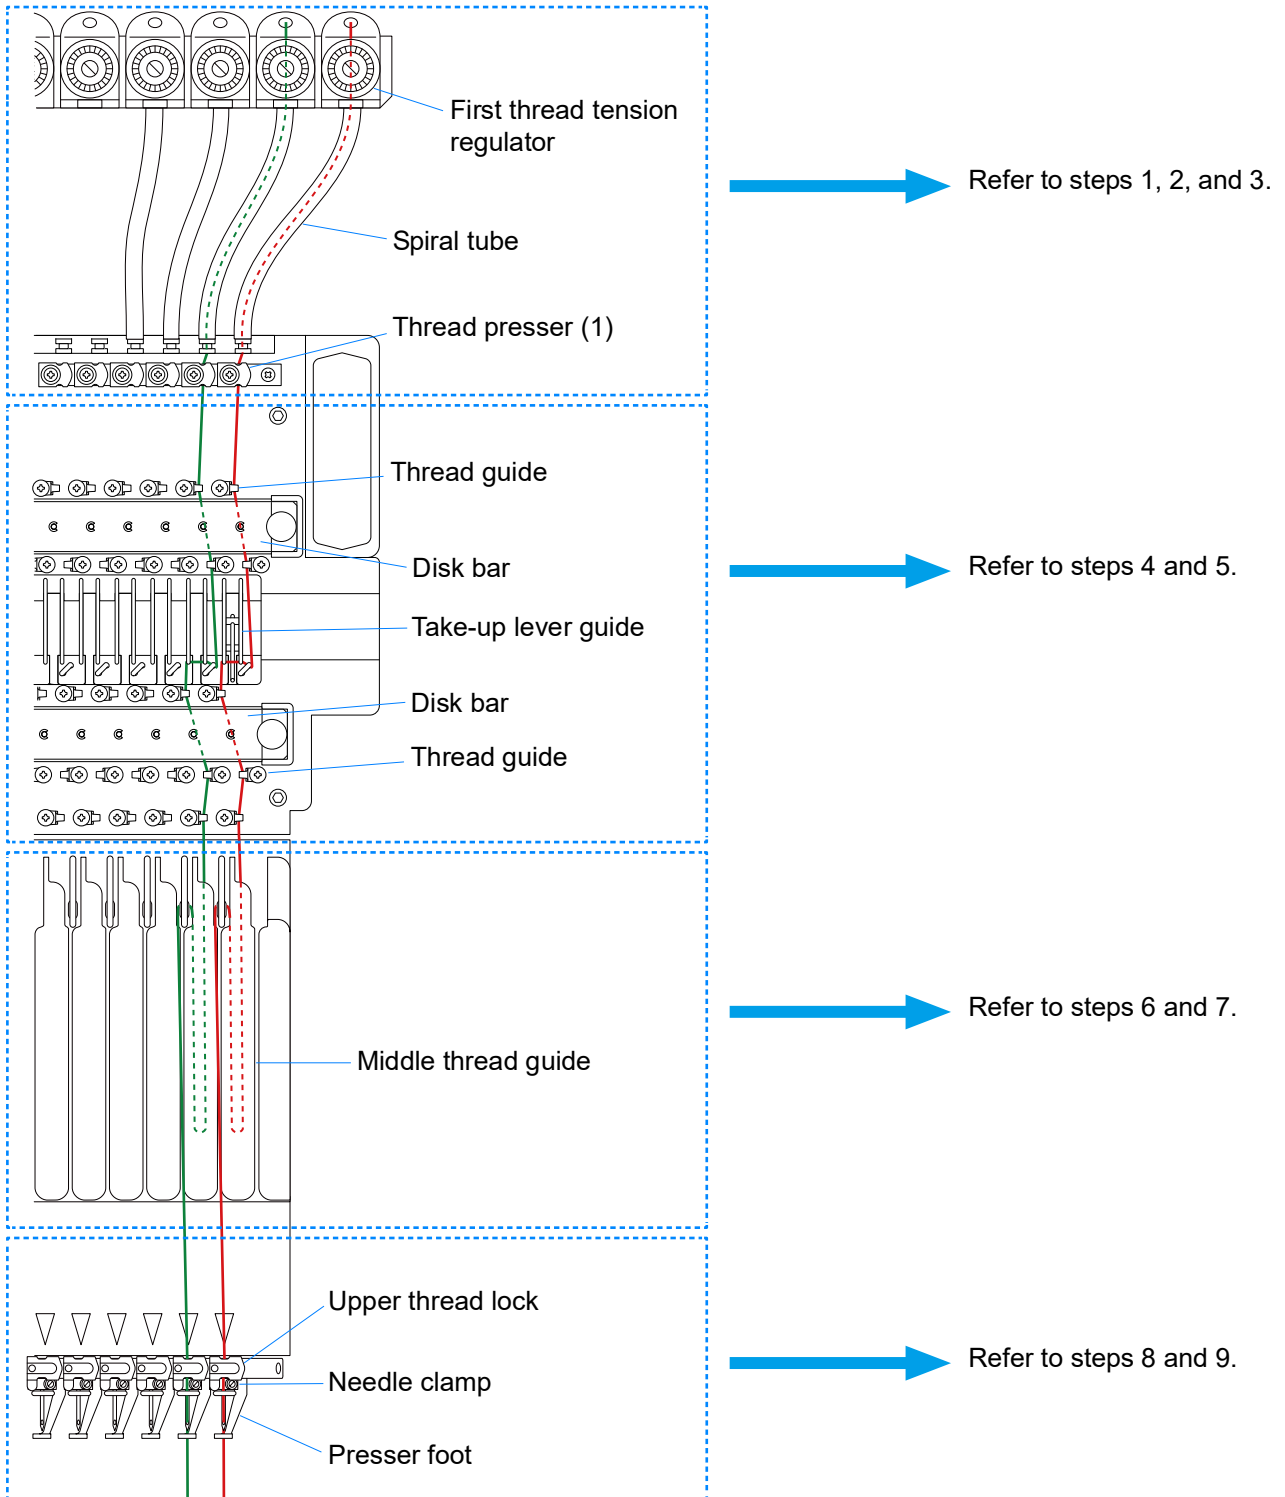 First thread tension
regulator
Refer to steps 1, 2, and 3.
Spiral tube
Thread presser (1)
Thread guide
Disk bar
Refer to steps 4 and 5.
Take-up lever guide
Disk bar
Thread guide
Refer to steps 6 and 7.
Middle thread guide
Upper thread lock
Refer to steps 8 and 9.
Needle clamp
Presser foot